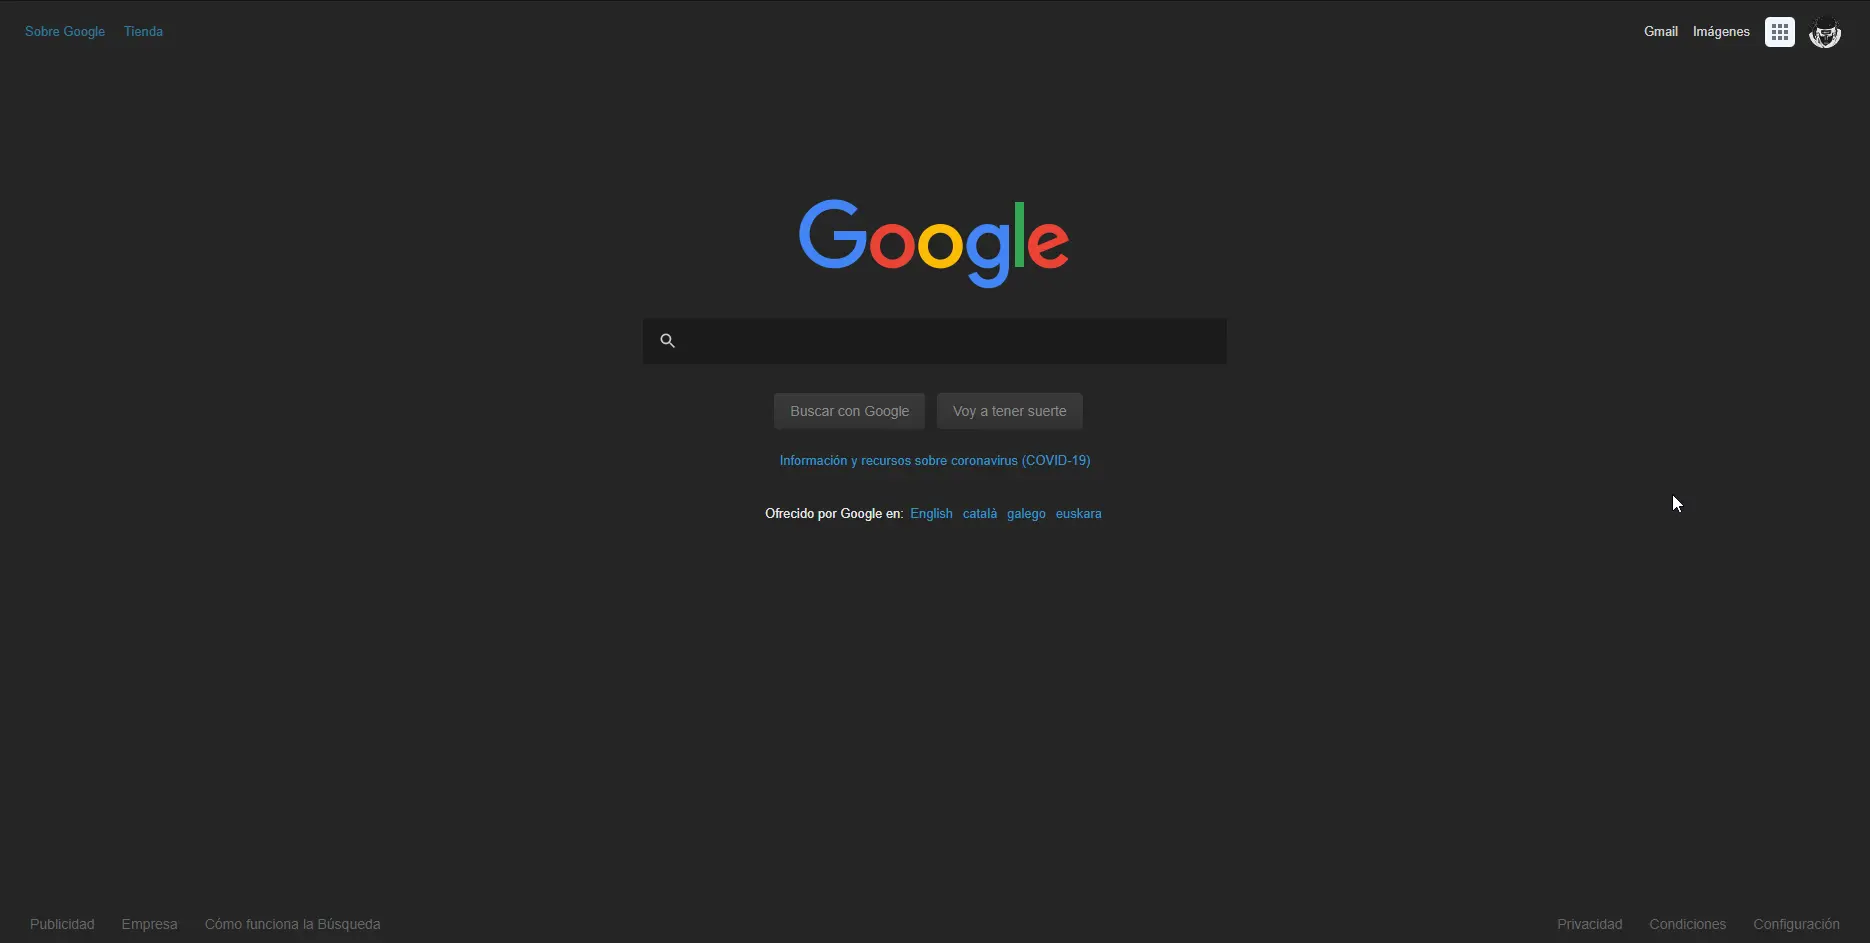 Sobre Google Tienda Gmail Imágenes
Google
Buscar con Google Voy a tener suerte
Información y recursos sobre coronavirus (COVID-19)
Ofrecido por Google en: English català galego euskara
Publicidad Empresa Cómo funciona la Búsqueda Privacidad Condiciones Configuración